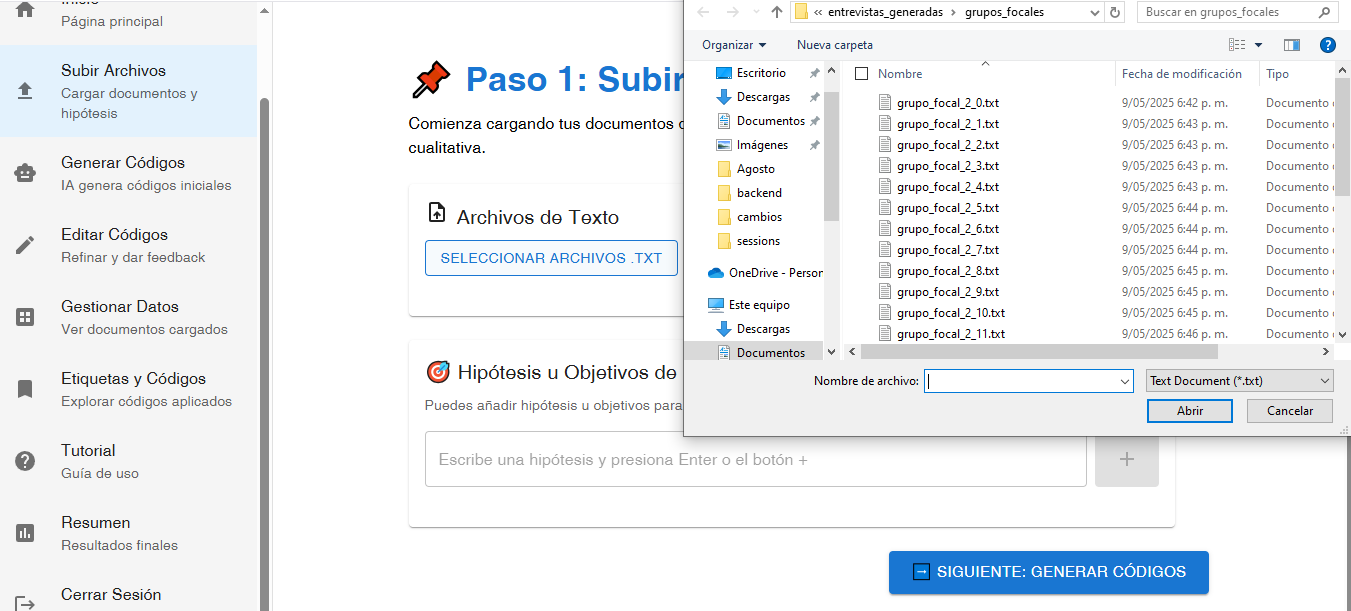 Inicio
Página principal
Subir Archivos
Cargar documentos y
hipótesis
Generar Códigos
IA genera códigos iniciales
Editar Códigos
Refinar y dar feedback
Gestionar Datos
Ver documentos cargados
Etiquetas y Códigos
Explorar códigos aplicados
Tutorial
Guía de uso
Resumen
Resultados finales
Cerrar Sesión
Paso 1: Subir
Comienza cargando tus documentos
cualitativa.
Archivos de Texto
SELECCIONAR ARCHIVOS .TXT
Hipótesis u Objetivos de
Puedes añadir hipótesis u objetivos para
Escribe una hipótesis y presiona Enter o el botón +
+
SIGUIENTE: GENERAR CÓDIGOS
« entrevistas_generadas › grupos_focales
Buscar en grupos_focales
Organizar
Nueva carpeta
?
Escritorio
Descargas
Documentos
Imágenes
Agosto
backend
cambios
sessions
OneDrive - Person
Este equipo
Descargas
Documentos
Nombre Fecha de modificación Tipo
grupo_focal_2_0.txt 9/05/2025 6:42 p. m. Documento
grupo_focal_2_1.txt 9/05/2025 6:43 p. m. Documento
grupo_focal_2_2.txt 9/05/2025 6:43 p. m. Documento
grupo_focal_2_3.txt 9/05/2025 6:43 p. m. Documento
grupo_focal_2_4.txt 9/05/2025 6:43 p. m. Documento
grupo_focal_2_5.txt 9/05/2025 6:44 p. m. Documento
grupo_focal_2_6.txt 9/05/2025 6:44 p. m. Documento
grupo_focal_2_7.txt 9/05/2025 6:44 p. m. Documento
grupo_focal_2_8.txt 9/05/2025 6:45 p. m. Documento
grupo_focal_2_9.txt 9/05/2025 6:45 p. m. Documento
grupo_focal_2_10.txt 9/05/2025 6:45 p. m. Documento
grupo_focal_2_11.txt 9/05/2025 6:46 p. m. Documento
Nombre de archivo:
Text Document (*.txt)
Abrir
Cancelar